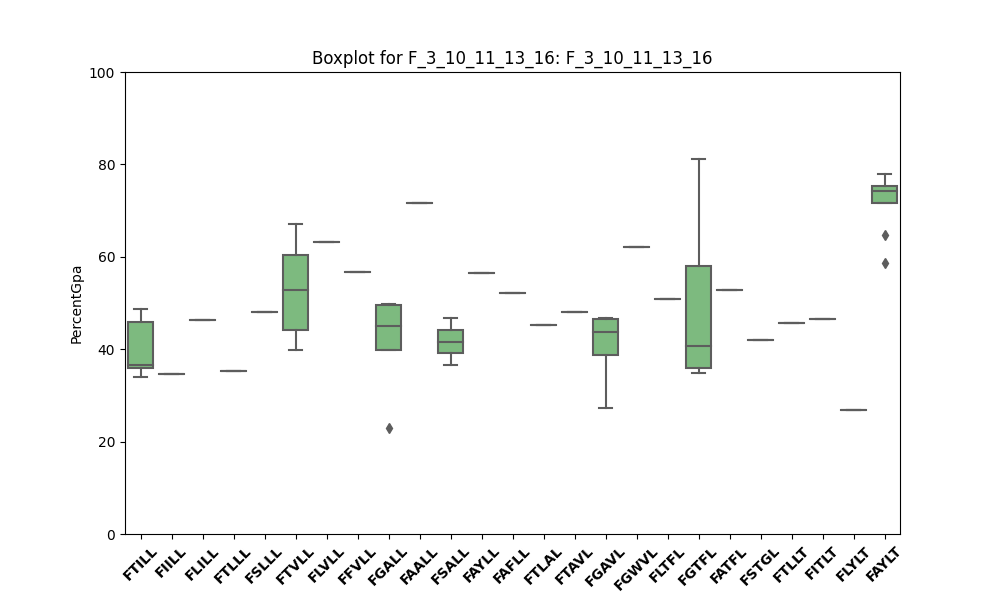 Boxplot for F_3_10_11_13_16: F_3_10_11_13_16
100
80
60
40
20
0
PercentGpa
FTILL
FIILL
FLILL
FTLLL
FSLLL
FTVLL
FLVLL
FFVLL
FGALL
FAALL
FSALL
FAYLL
FAFLL
FTLAL
FTAVL
FGAVL
FGWVL
FLTFL
FGTFL
FATFL
FSTGL
FTLLT
FITLT
FLYLT
FAYLT